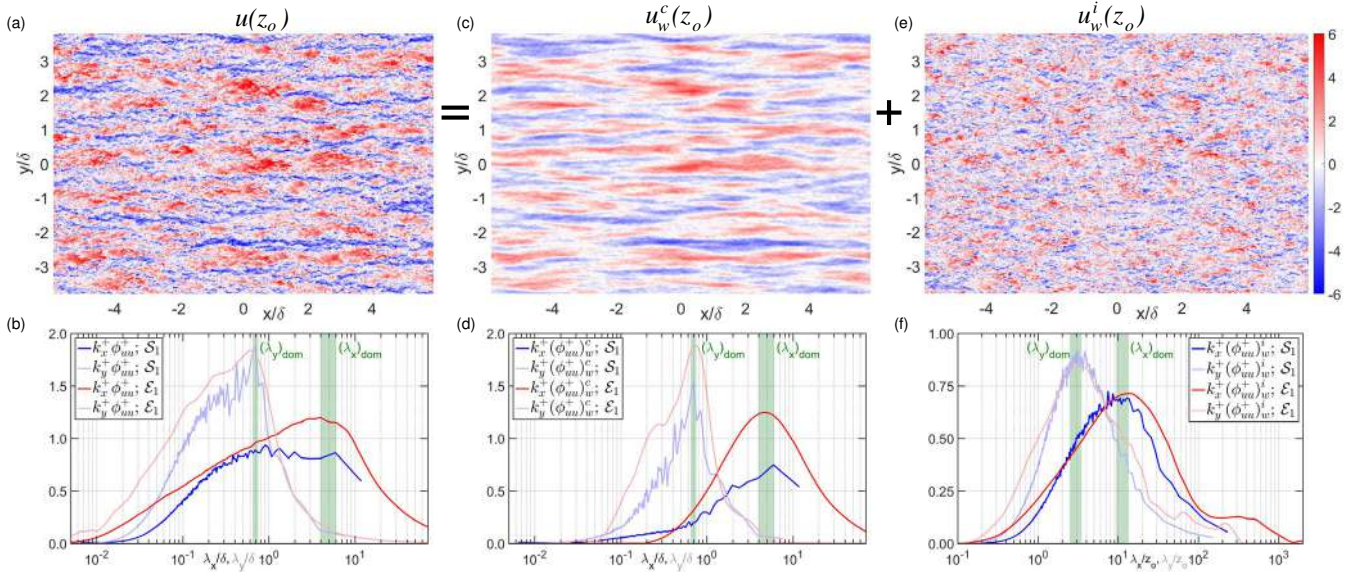 (a) u(z_o)
(c) u_w^c(z_o)
(e) u_w^i(z_o)
y/δ
3
2
1
0
-1
-2
-3
-4 -2 0 2 4
x/δ
=
y/δ
3
2
1
0
-1
-2
-3
-4 -2 0 2 4
x/δ
+
y/δ
3
2
1
0
-1
-2
-3
-4 -2 0 2 4
x/δ
6
4
2
0
-2
-4
-6
(b)
2.0
1.5
1.0
0.5
0.0
k_x^+ ϕ_uu^+; S_1
k_y^+ ϕ_uu^+; S_1
k_x^+ ϕ_uu^+; ℰ_1
k_y^+ ϕ_uu^+; ℰ_1
(λ_y)_dom
(λ_x)_dom
10^-2 10^-1 10^0 10^1
λ_x/δ, λ_y/δ
(d)
2.0
1.5
1.0
0.5
0.0
k_x^+(ϕ_uu^+)_w^c; S_1
k_y^+(ϕ_uu^+)_w^c; S_1
k_x^+(ϕ_uu^+)_w^c; ℰ_1
k_y^+(ϕ_uu^+)_w^c; ℰ_1
(λ_y)_dom
(λ_x)_dom
10^-2 10^-1 10^0 10^1
λ_x/δ, λ_y/δ
(f)
1.00
0.75
0.50
0.25
0.00
(λ_y)_dom
(λ_x)_dom
k_x^+(ϕ_uu^+)_w^i; S_1
k_y^+(ϕ_uu^+)_w^i; S_1
k_x^+(ϕ_uu^+)_w^i; ℰ_1
k_y^+(ϕ_uu^+)_w^i; ℰ_1
10^-1 10^0 10^1 10^2 10^3
λ_x/z_o, λ_y/z_o